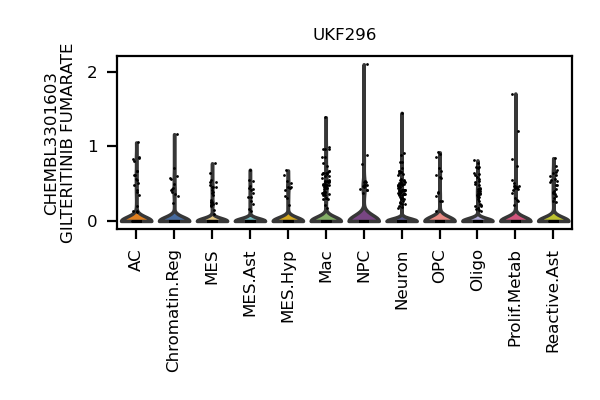 UKF296
CHEMBL3301603
GILTERITINIB FUMARATE
2
1
0
AC
Chromatin.Reg
MES
MES.Ast
MES.Hyp
Mac
NPC
Neuron
OPC
Oligo
Prolif.Metab
Reactive.Ast